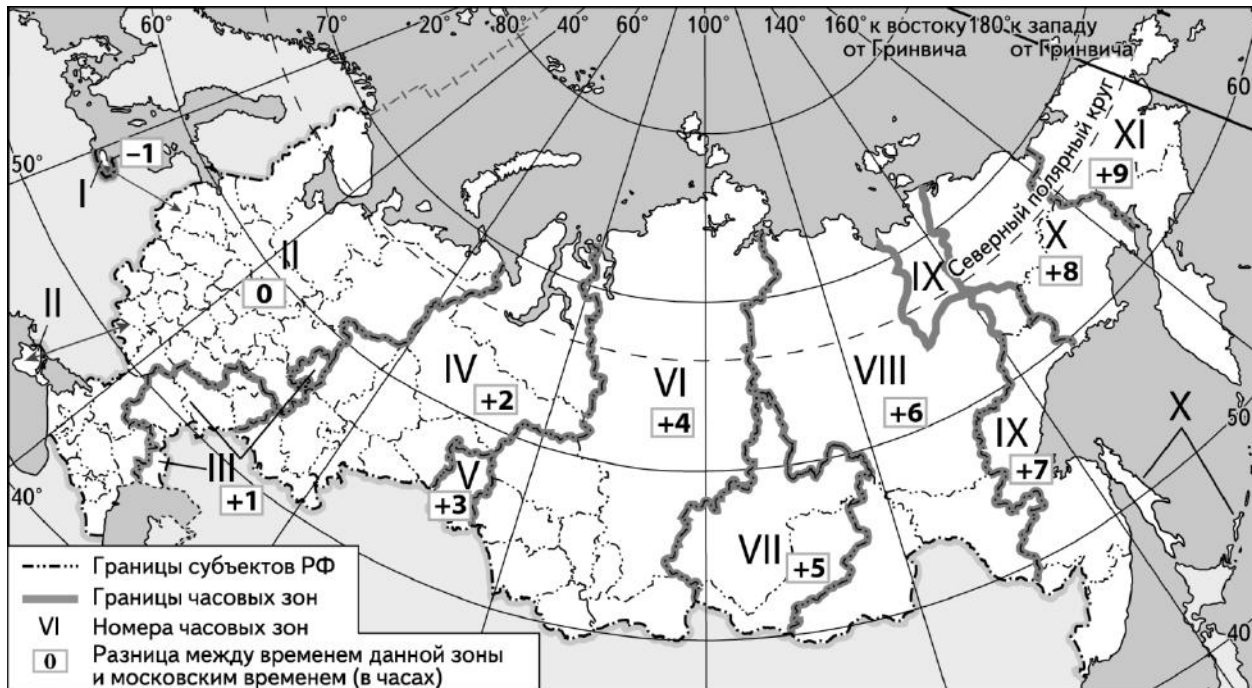 60° 70° 20° 40° 60° 80° 100° 120° 140° 160° к востоку 180° к западу
от Гринвича от Гринвича
60°
50°
–1
I
Северный полярный круг
XI
+9
X
+8
II
0
II
IX
IV
+2
VI
+4
VIII
+6
X
50°
IX
+7
40°
III
+1
V
+3
VII
+5
40°
Границы субъектов РФ
Границы часовых зон
VI Номера часовых зон
0 Разница между временем данной зоны
и московским временем (в часах)